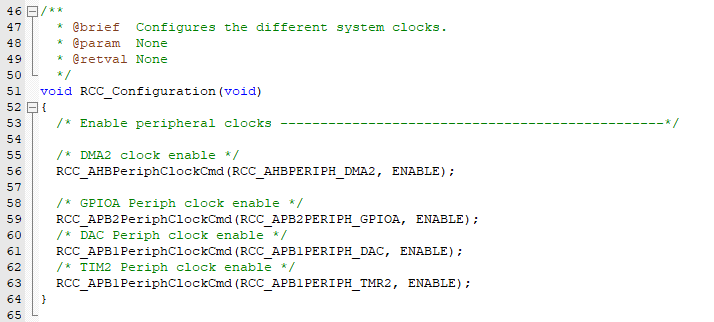 46 /**
47   * @brief  Configures the different system clocks.
48   * @param  None
49   * @retval None
50   */
51 void RCC_Configuration(void)
52 {
53   /* Enable peripheral clocks ------------------------------------------------*/
54
55   /* DMA2 clock enable */
56   RCC_AHBPeriphClockCmd(RCC_AHBPERIPH_DMA2, ENABLE);
57
58   /* GPIOA Periph clock enable */
59   RCC_APB2PeriphClockCmd(RCC_APB2PERIPH_GPIOA, ENABLE);
60   /* DAC Periph clock enable */
61   RCC_APB1PeriphClockCmd(RCC_APB1PERIPH_DAC, ENABLE);
62   /* TIM2 Periph clock enable */
63   RCC_APB1PeriphClockCmd(RCC_APB1PERIPH_TMR2, ENABLE);
64 }
65